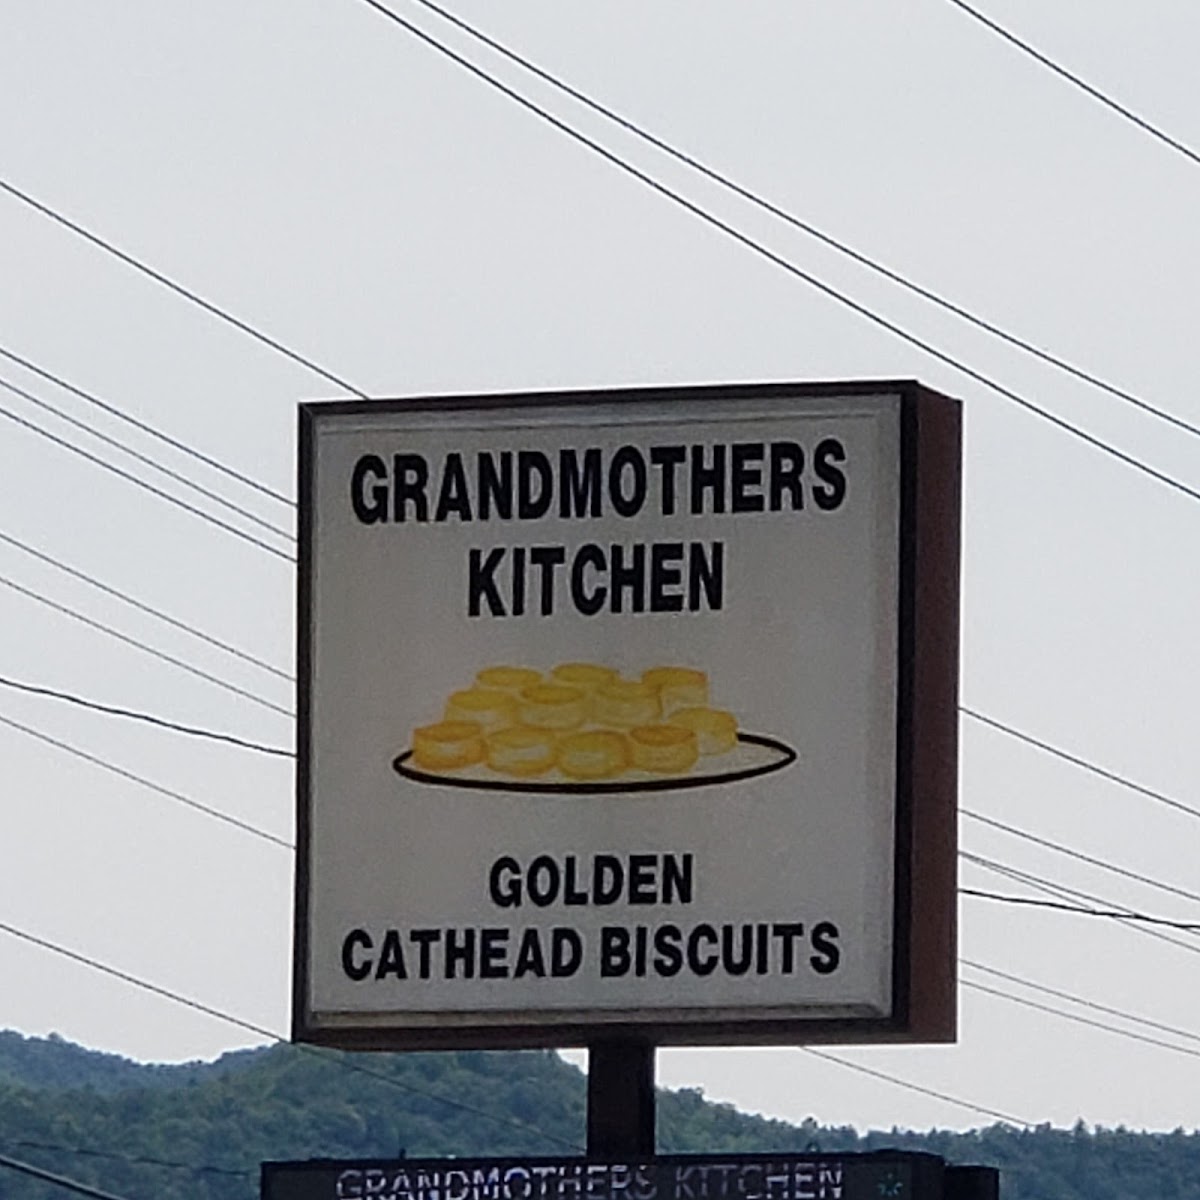 GRANDMOTHERS
KITCHEN
GOLDEN
CATHEAD BISCUITS
GRANDMOTHERS KITCHEN